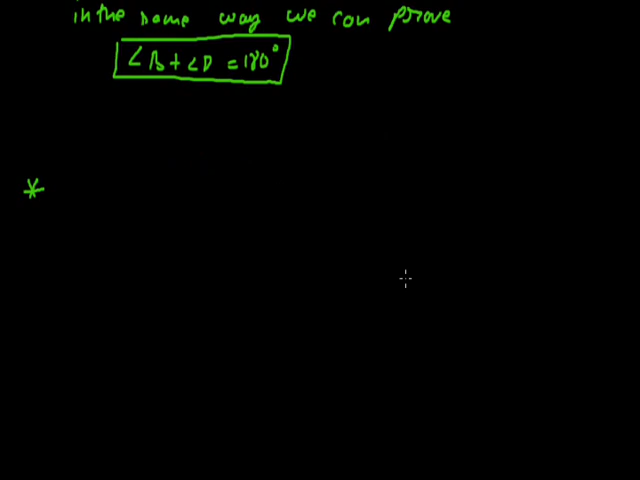 in the same way we can prove
∠B + ∠D = 180°
*